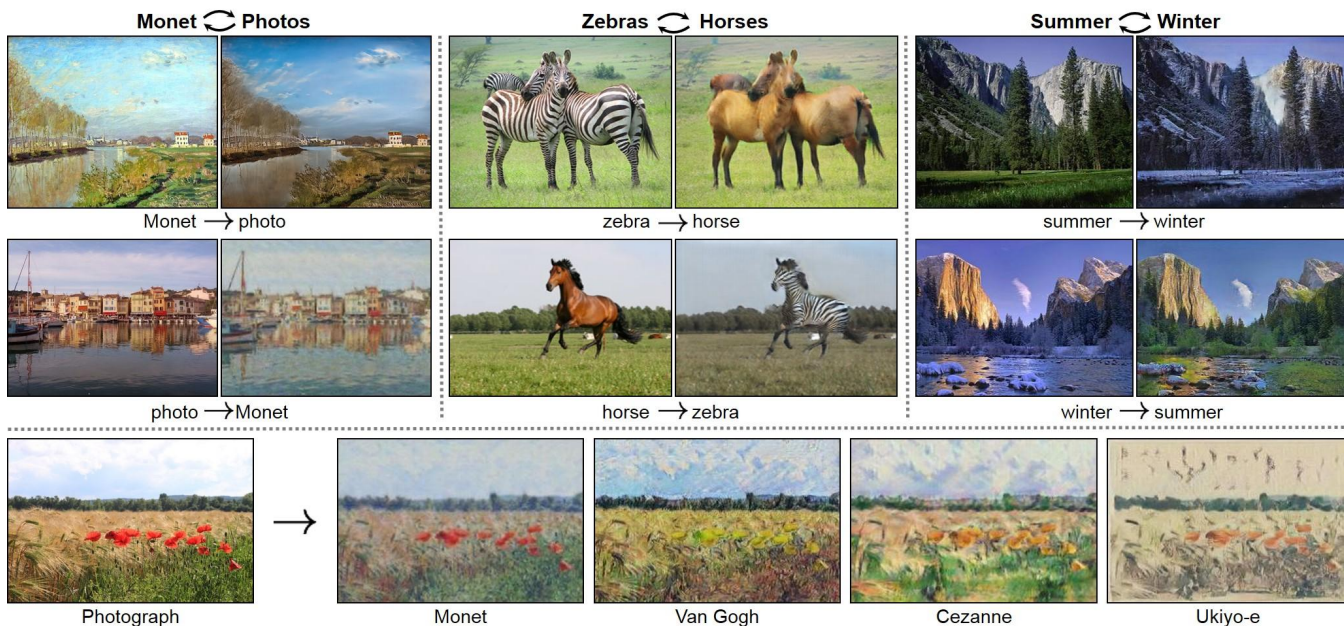 Monet Photos
Zebras Horses
Summer Winter
Monet → photo
zebra → horse
summer → winter
photo → Monet
horse → zebra
winter → summer
Photograph
Monet
Van Gogh
Cezanne
Ukiyo-e